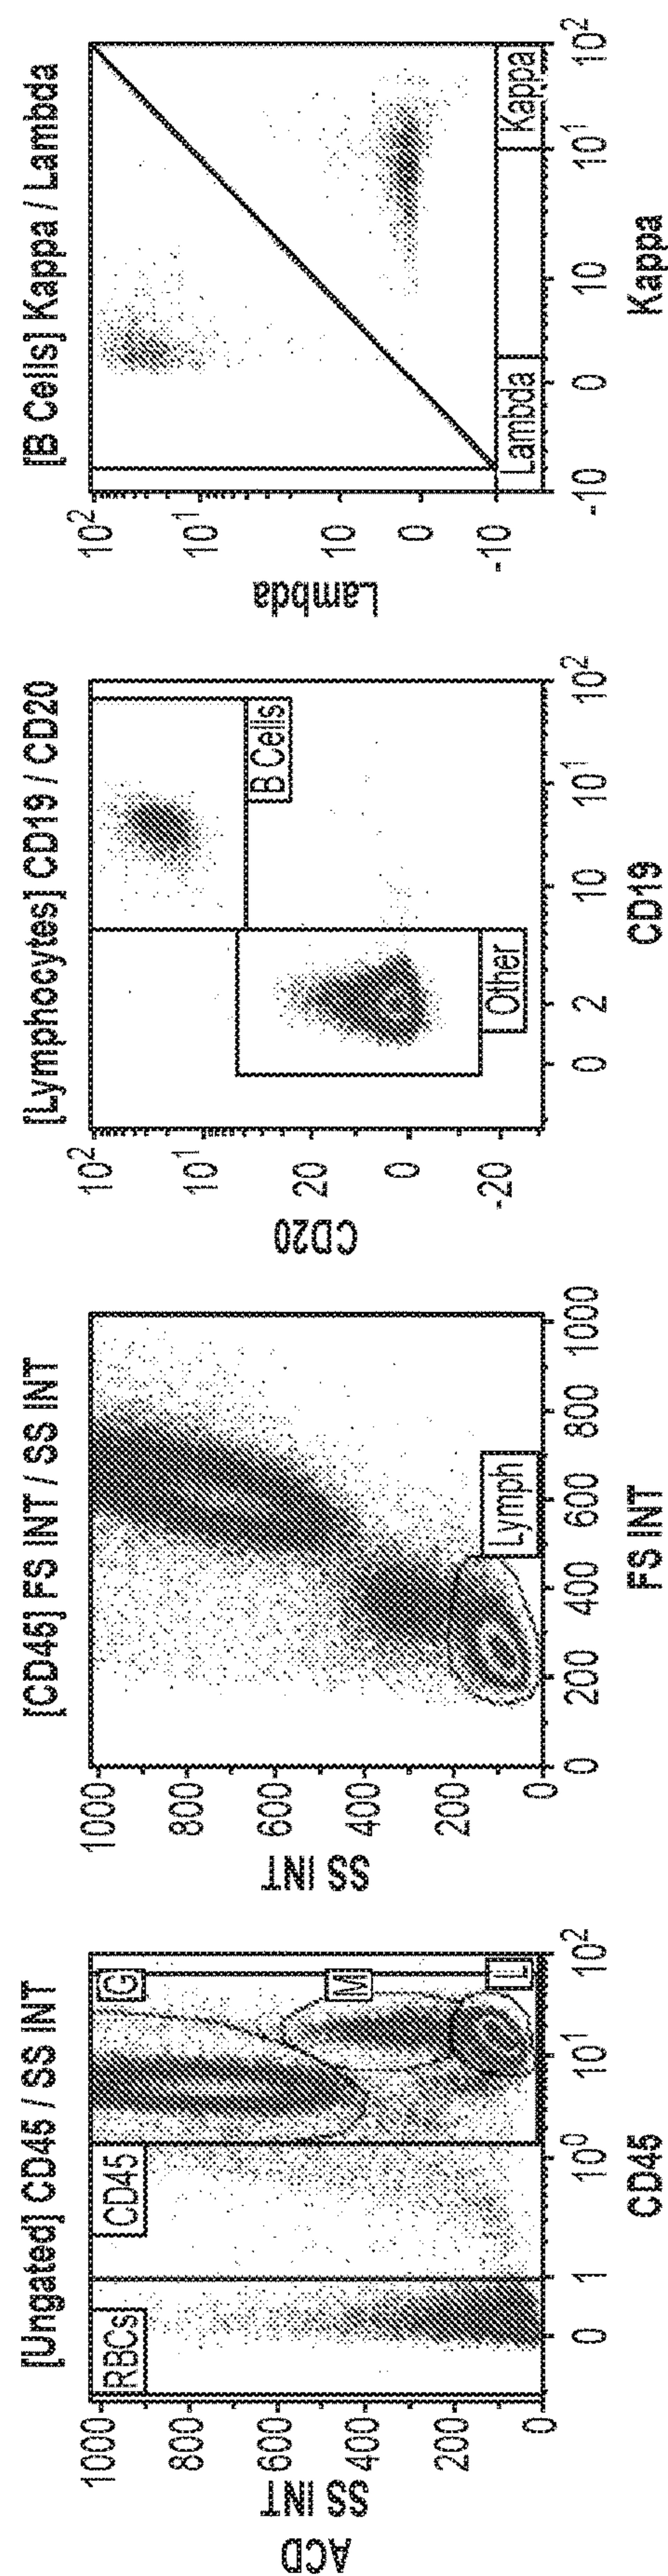 [Ungated] CD45 / SS INT
ACD
SS INT
1000
800
600
400
200
0
RBCs
CD45
G
M
L
0
1
10⁰
10¹
10²
CD45
[CD45] FS INT / SS INT
SS INT
1000
800
600
400
200
0
Lymph
0
200
400
600
800
1000
FS INT
[Lymphocytes] CD19 / CD20
CD20
10²
10¹
20
0
-20
B Cells
Other
0
2
10
10¹
10²
CD19
[B Cells] Kappa / Lambda
Lambda
10²
10¹
10
0
-10
Lambda
Kappa
-10
0
10
10¹
10²
Kappa